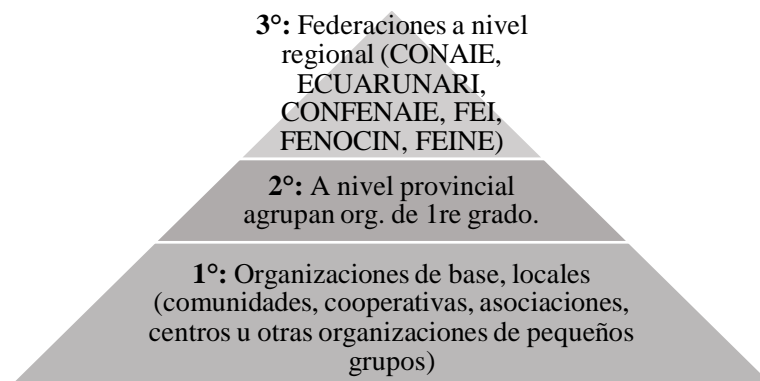 3°: Federaciones a nivel
regional (CONAIE,
ECUARUNARI,
CONFENAIE, FEI,
FENOCIN, FEINE)
2°: A nivel provincial
agrupan org. de 1re grado.
1°: Organizaciones de base, locales
(comunidades, cooperativas, asociaciones,
centros u otras organizaciones de pequeños
grupos)